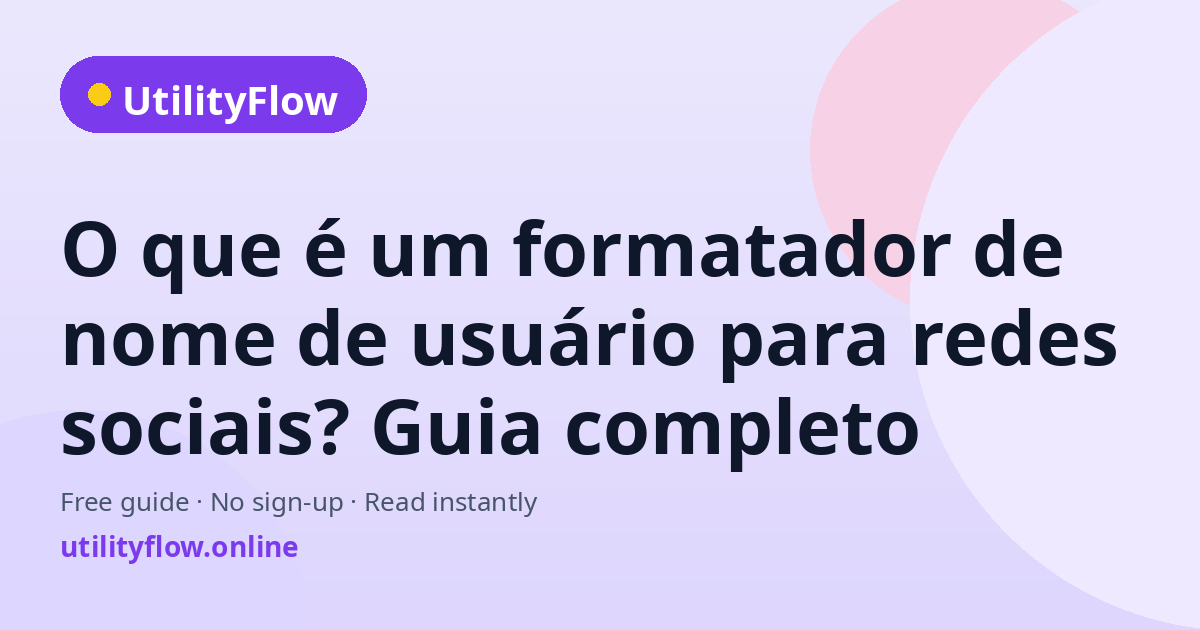 UtilityFlow
O que é um formatador de
nome de usuário para redes
sociais? Guia completo
Free guide · No sign-up · Read instantly
utilityflow.online